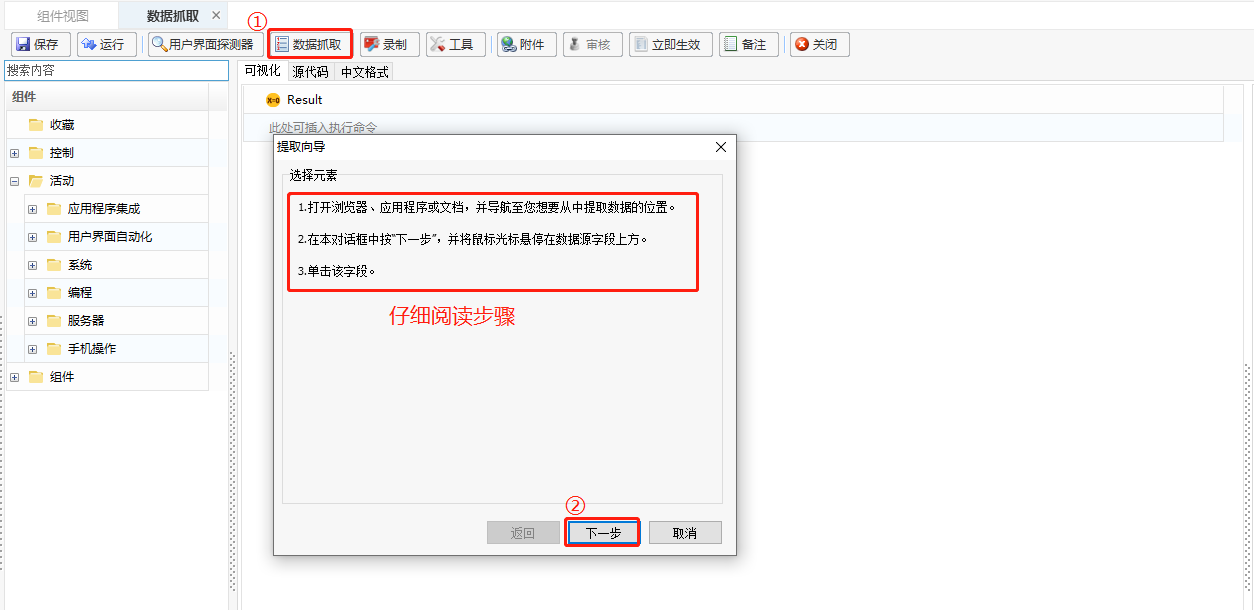 组件视图
数据抓取
①
保存
运行
用户界面探测器
数据抓取
录制
工具
附件
审核
立即生效
备注
关闭
搜索内容
可视化
源代码
中文格式
组件
收藏
控制
活动
应用程序集成
用户界面自动化
系统
编程
服务器
手机操作
组件
X=0
Result
此处可插入执行命令
提取向导
选择元素
1.打开浏览器、应用程序或文档，并导航至您想要从中提取数据的位置。
2.在本对话框中按"下一步"，并将鼠标光标悬停在数据源字段上方。
3.单击该字段。
仔细阅读步骤
②
返回
下一步
取消